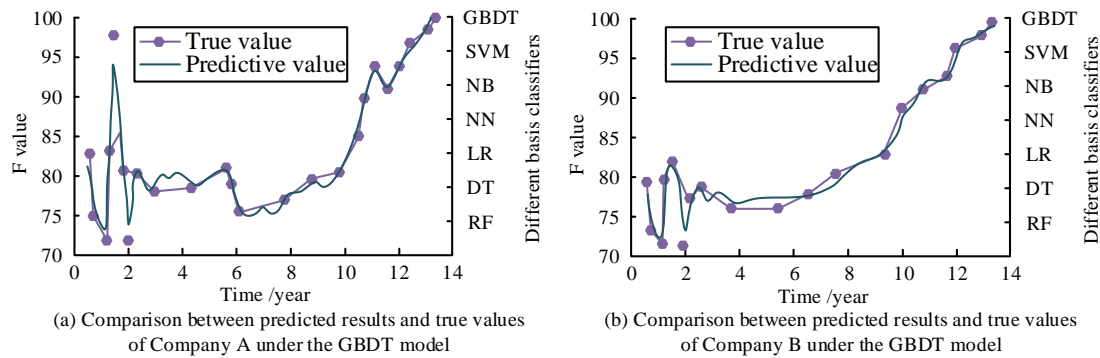 100
95
90
85
80
75
70
F value
True value
Predictive value
GBDT
SVM
NB
NN
LR
DT
RF
Different basis classifiers
0 2 4 6 8 10 12 14
Time /year
(a) Comparison between predicted results and true values
of Company A under the GBDT model
100
95
90
85
80
75
70
F value
True value
Predictive value
GBDT
SVM
NB
NN
LR
DT
RF
Different basis classifiers
0 2 4 6 8 10 12 14
Time /year
(b) Comparison between predicted results and true values
of Company B under the GBDT model